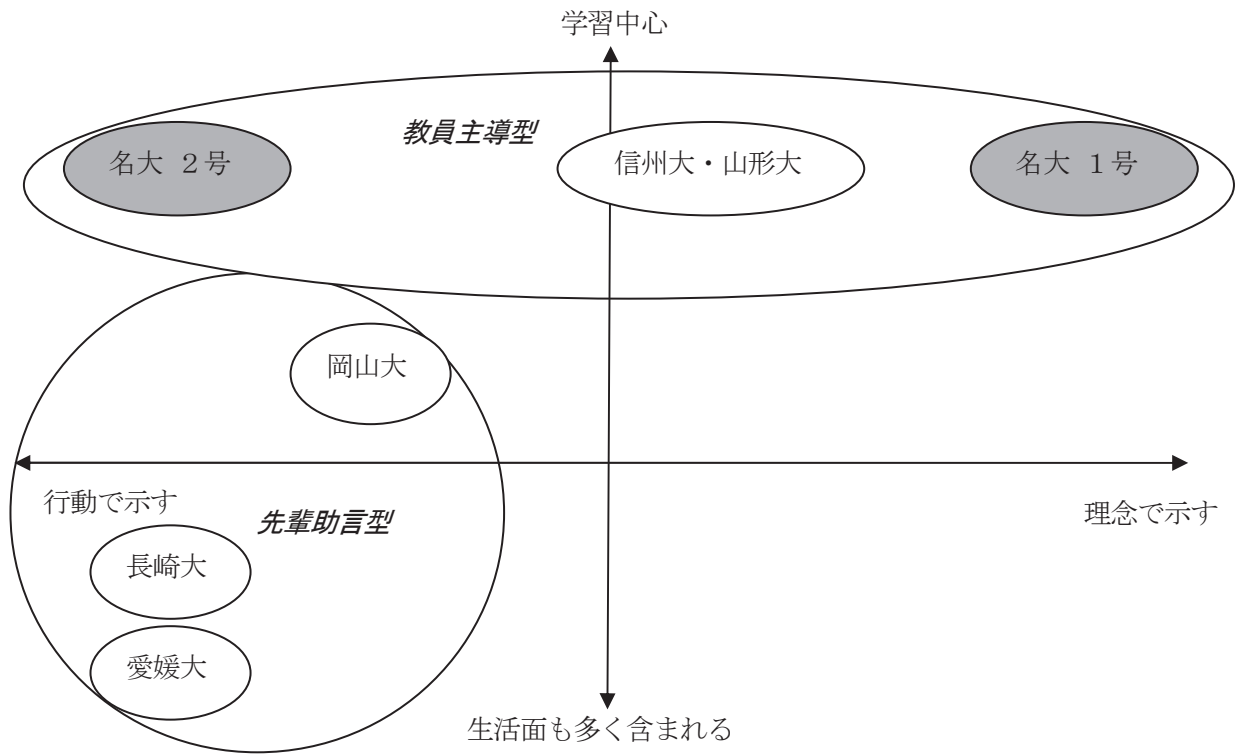 学習中心
教員主導型
名大 2号
信州大・山形大
名大 1号
岡山大
行動で示す
理念で示す
先輩助言型
長崎大
愛媛大
生活面も多く含まれる